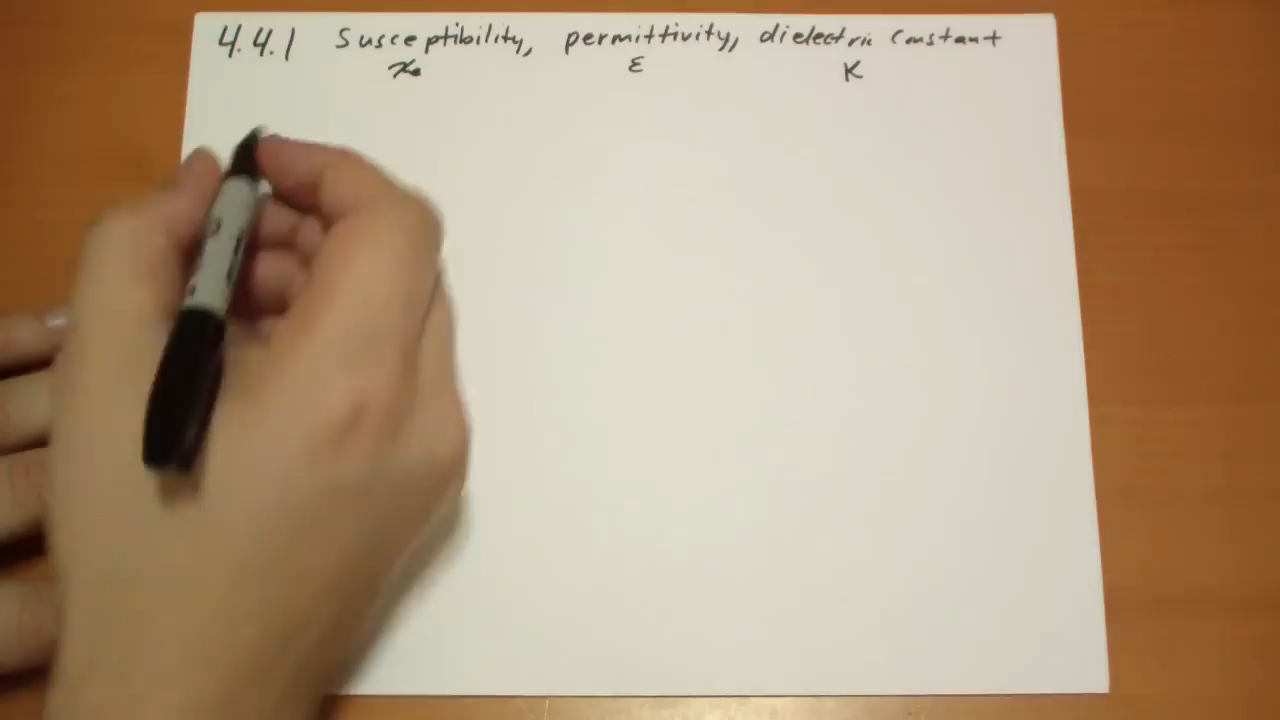 4.4.1 Susceptibility, permittivity, dielectric constant
χe ε K